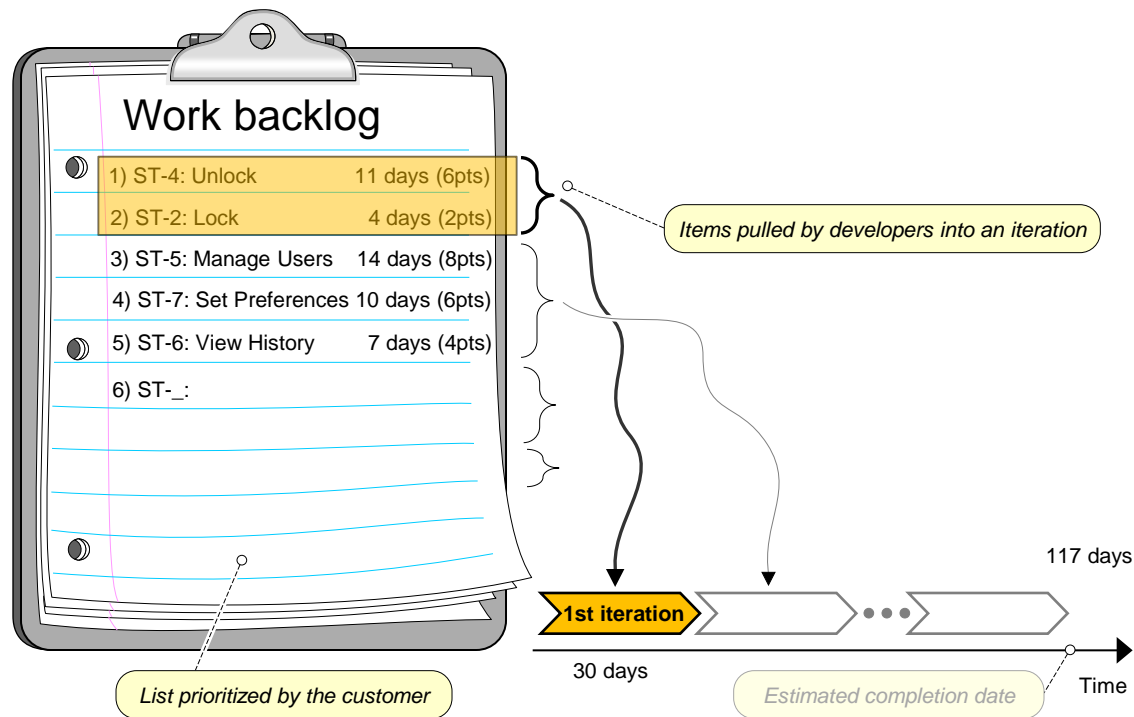 Work backlog
1) ST-4: Unlock 11 days (6pts)
2) ST-2: Lock 4 days (2pts)
3) ST-5: Manage Users 14 days (8pts)
4) ST-7: Set Preferences 10 days (6pts)
5) ST-6: View History 7 days (4pts)
6) ST-_:
Items pulled by developers into an iteration
117 days
1st iteration
30 days
Time
List prioritized by the customer
Estimated completion date